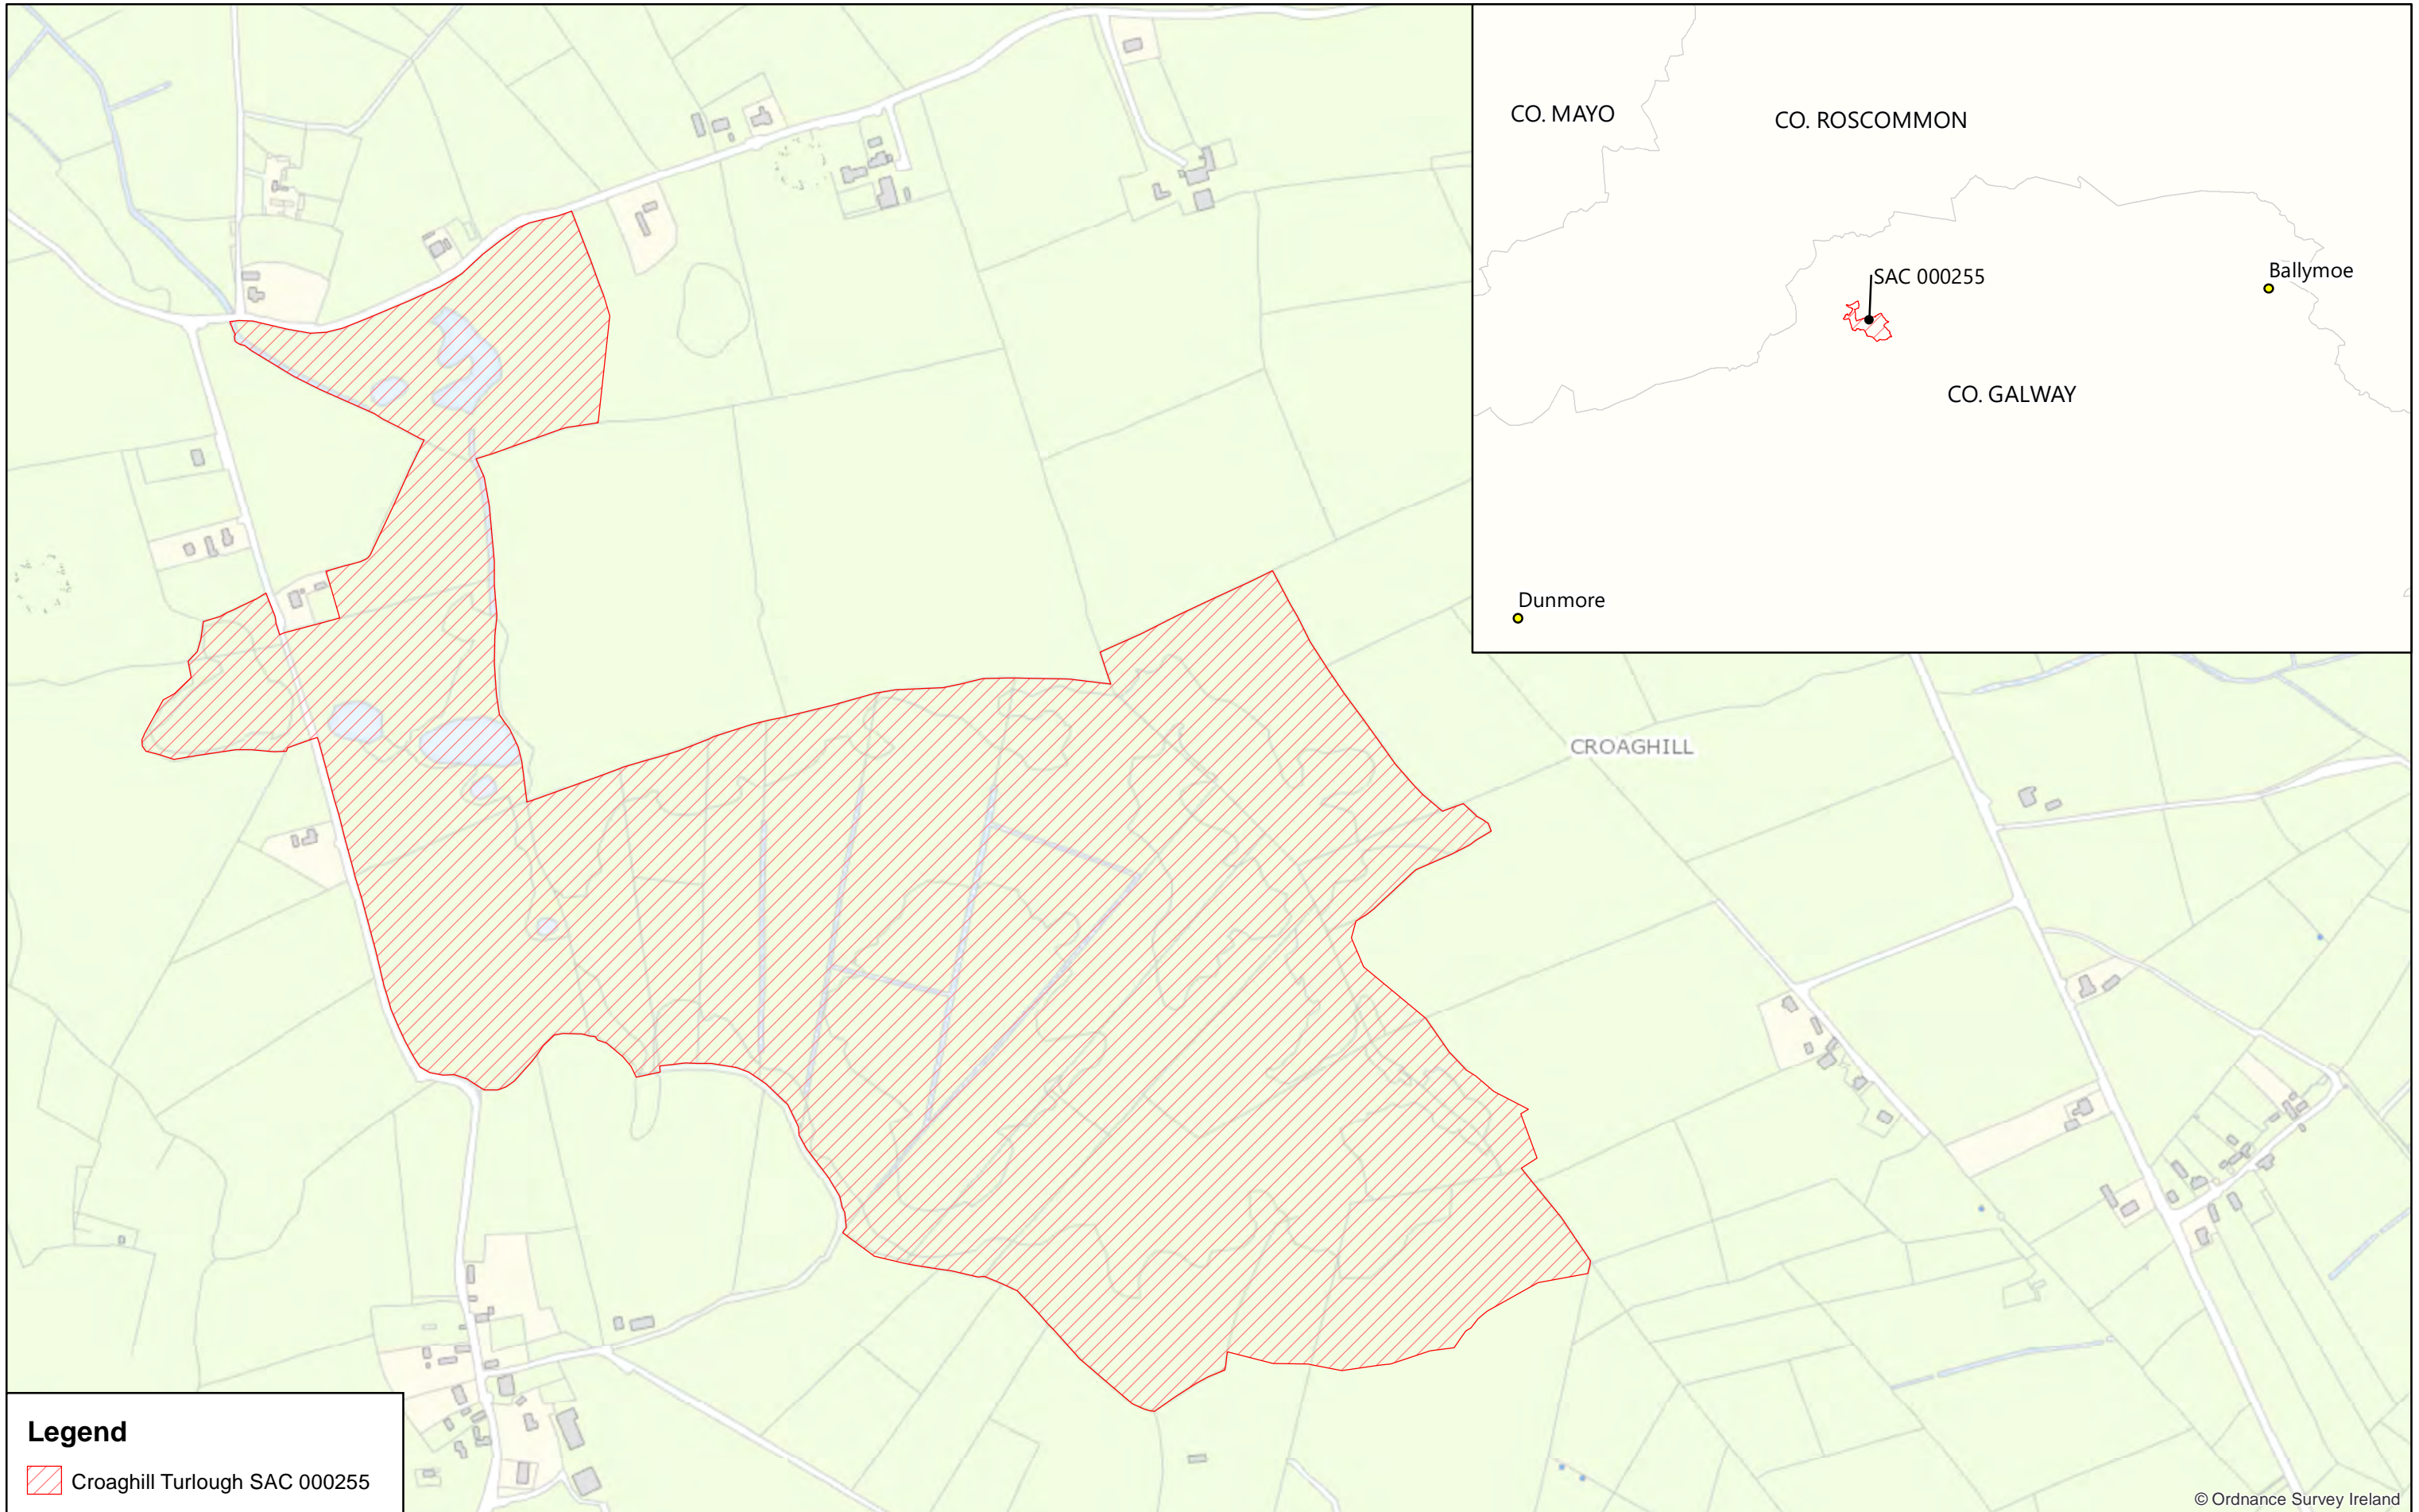 CO. MAYO
CO. ROSCOMMON
SAC 000255
Ballymoe
CO. GALWAY
Dunmore
CROAGHILL
Legend
Croaghill Turlough SAC 000255
© Ordnance Survey Ireland